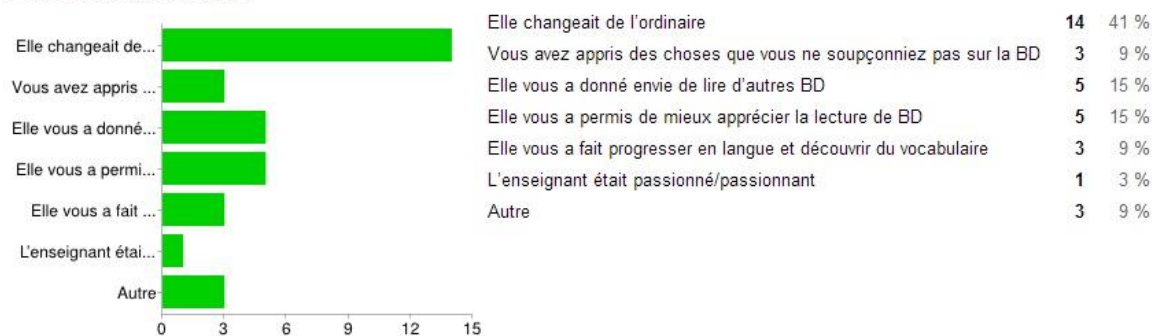 Elle changeait de...
Vous avez appris ...
Elle vous a donné...
Elle vous a permi...
Elle vous a fait ...
L'enseignant étai...
Autre
0 3 6 9 12 15
Elle changeait de l'ordinaire 14 41 %
Vous avez appris des choses que vous ne soupçonniez pas sur la BD 3 9 %
Elle vous a donné envie de lire d'autres BD 5 15 %
Elle vous a permis de mieux apprécier la lecture de BD 5 15 %
Elle vous a fait progresser en langue et découvrir du vocabulaire 3 9 %
L'enseignant était passionné/passionnant 1 3 %
Autre 3 9 %